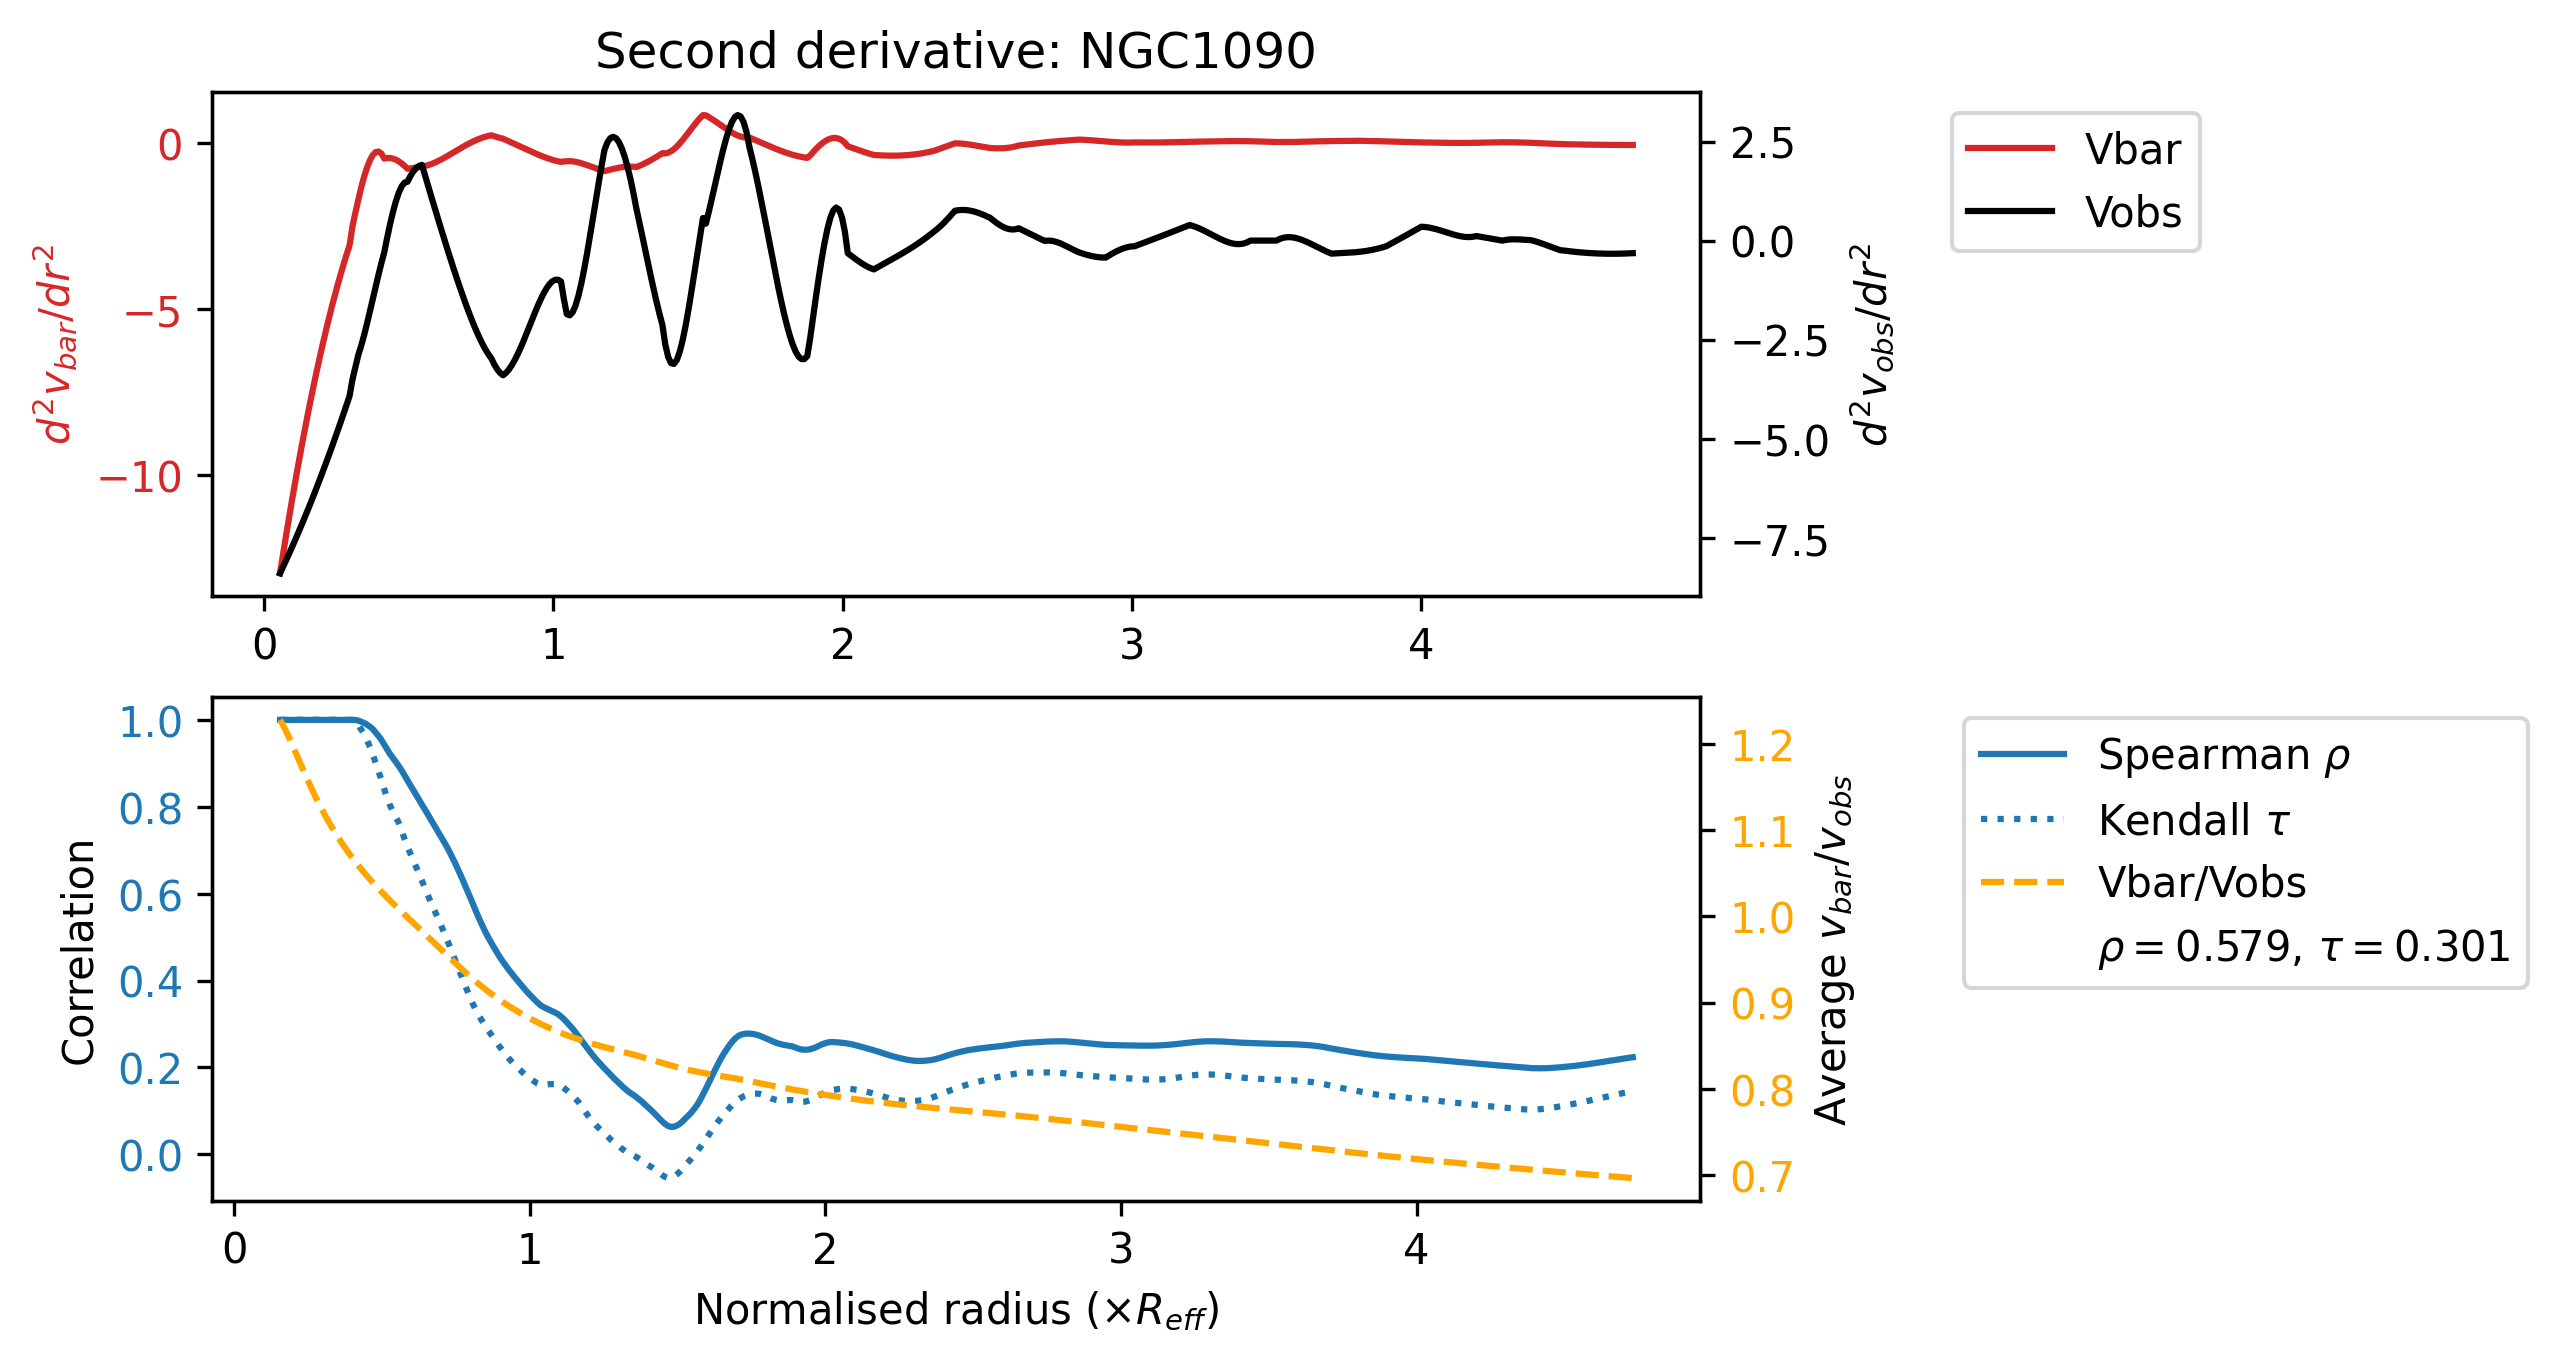 Second derivative: NGC1090
0
−5
−10
d²v_bar/dr²
2.5
0.0
−2.5
−5.0
−7.5
d²v_obs/dr²
0 1 2 3 4
Vbar
Vobs
1.0
0.8
0.6
0.4
0.2
0.0
Correlation
1.2
1.1
1.0
0.9
0.8
0.7
Average v_bar/v_obs
0 1 2 3 4
Normalised radius (×R_eff)
Spearman ρ
Kendall τ
Vbar/Vobs
ρ = 0.579, τ = 0.301